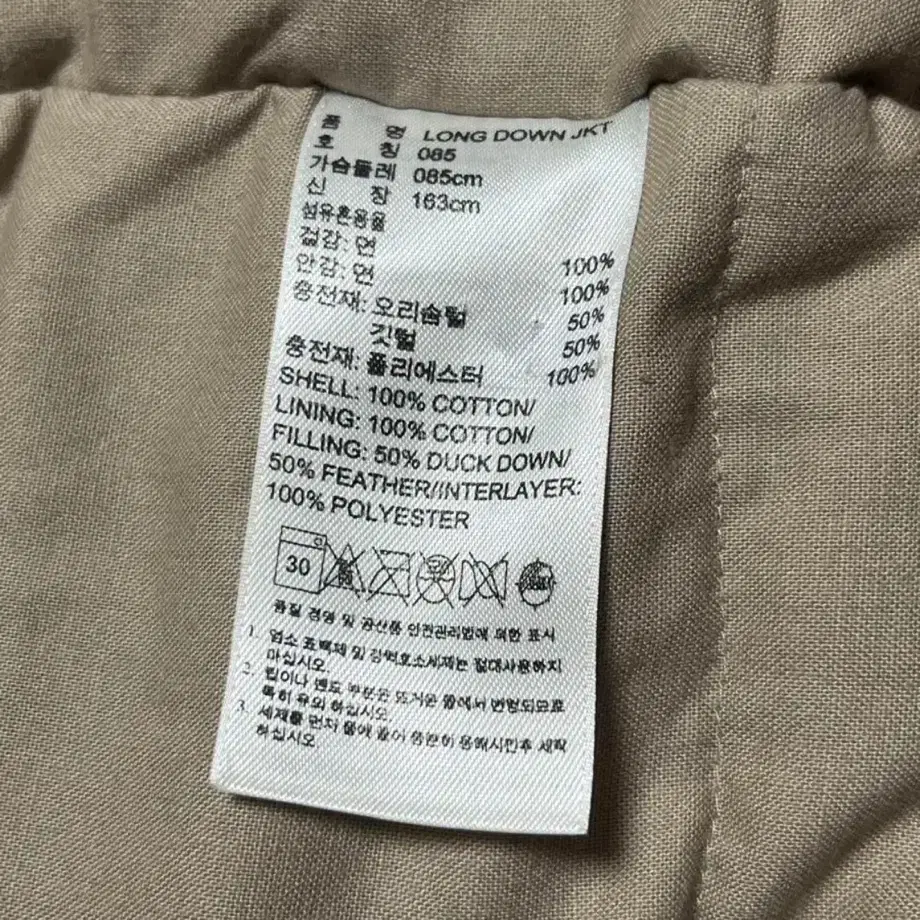 품 명 LONG DOWN JKT
호 칭 085
가슴둘레 085cm
신 장 163cm
섬유혼용율
겉감: 면 100%
안감: 면 100%
충전재: 오리솜털 50%
깃털 50%
충전재: 폴리에스터 100%
SHELL: 100% COTTON/
LINING: 100% COTTON/
FILLING: 50% DUCK DOWN/
50% FEATHER/INTERLAYER:
100% POLYESTER
30
품질 경영 및 공산품 안전관리법에 의한 표시
1. 염소 표백제 및 강력효소세제는 절대사용하지
마십시오.
2. 립이나 밴드 부분은 뜨거운 물에서 변형되므로
특히 유의 하십시오
3. 세제를 먼저 물에 풀어 충분히 용해시킨후 세탁
하십시오